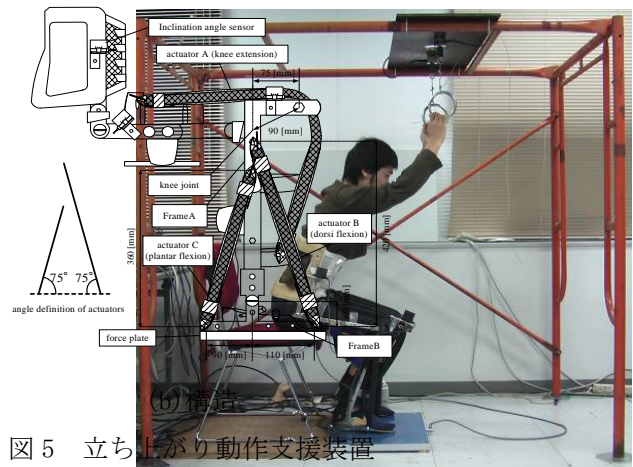 Inclination angle sensor
actuator A (knee extension)
75 [mm]
90 [mm]
knee joint
FrameA
actuator B
(dorsi flexion)
actuator C
(plantar flexion)
360 [mm]
420 [mm]
75° 75°
angle definition of actuators
force plate
FrameB
90 [mm]
110 [mm]
(b)構造
図5 立ち上がり動作支援装置